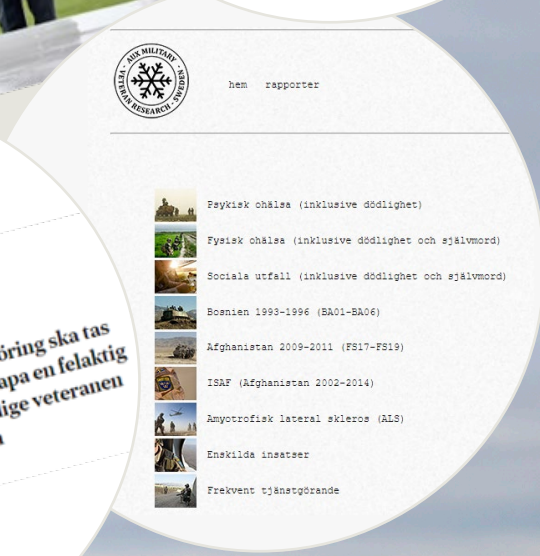 AUX MILITARY
VETERAN RESEARCH · SWEDEN
hem rapporter
Psykisk ohälsa (inklusive dödlighet)
Fysisk ohälsa (inklusive dödlighet och självmord)
Sociala utfall (inklusive dödlighet och självmord)
Bosnien 1993-1996 (BA01-BA06)
Afghanistan 2009-2011 (FS17-FS19)
ISAF (Afghanistan 2002-2014)
Amyotrofisk lateral skleros (ALS)
Enskilda insatser
Frekvent tjänstgörande
öring ska tas
apa en felaktig
lige veteranen